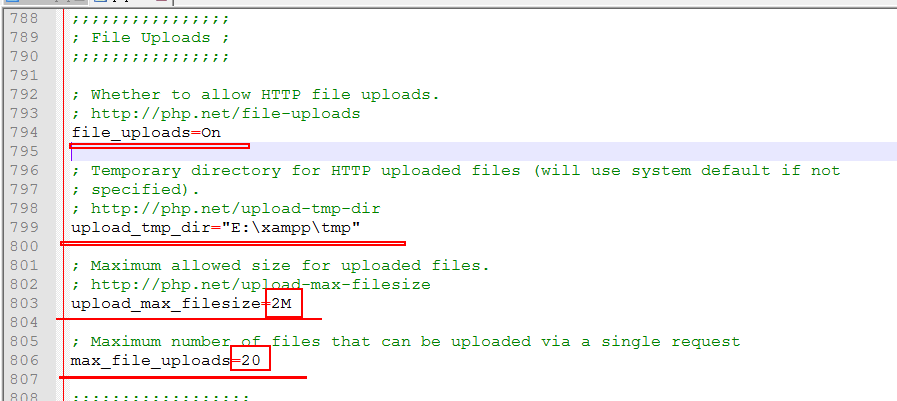 788 ;;;;;;;;;;;;;;;;
789 ; File Uploads ;
790 ;;;;;;;;;;;;;;;;
791
792 ; Whether to allow HTTP file uploads.
793 ; http://php.net/file-uploads
794 file_uploads=On
795
796 ; Temporary directory for HTTP uploaded files (will use system default if not
797 ; specified).
798 ; http://php.net/upload-tmp-dir
799 upload_tmp_dir="E:\xampp\tmp"
800
801 ; Maximum allowed size for uploaded files.
802 ; http://php.net/upload-max-filesize
803 upload_max_filesize=2M
804
805 ; Maximum number of files that can be uploaded via a single request
806 max_file_uploads=20
807
808 ;;;;;;;;;;;;;;;;;;